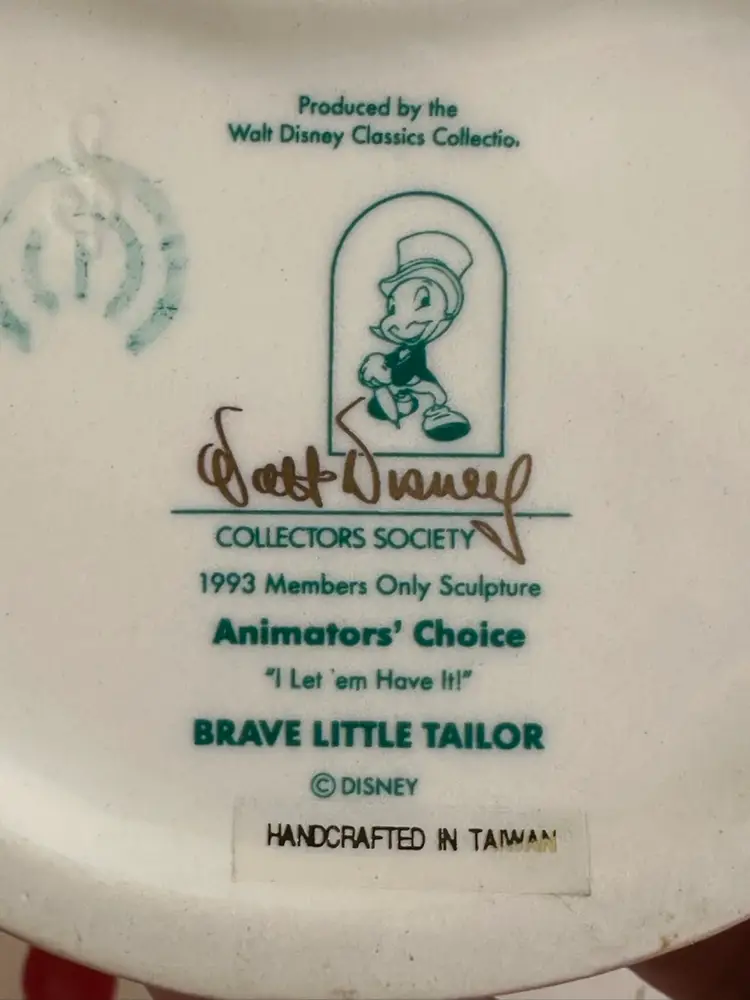 Produced by the
Walt Disney Classics Collectio
Walt Disney
COLLECTORS SOCIETY
1993 Members Only Sculpture
Animators' Choice
"I Let 'em Have It!"
BRAVE LITTLE TAILOR
© DISNEY
HANDCRAFTED IN TAIWAN